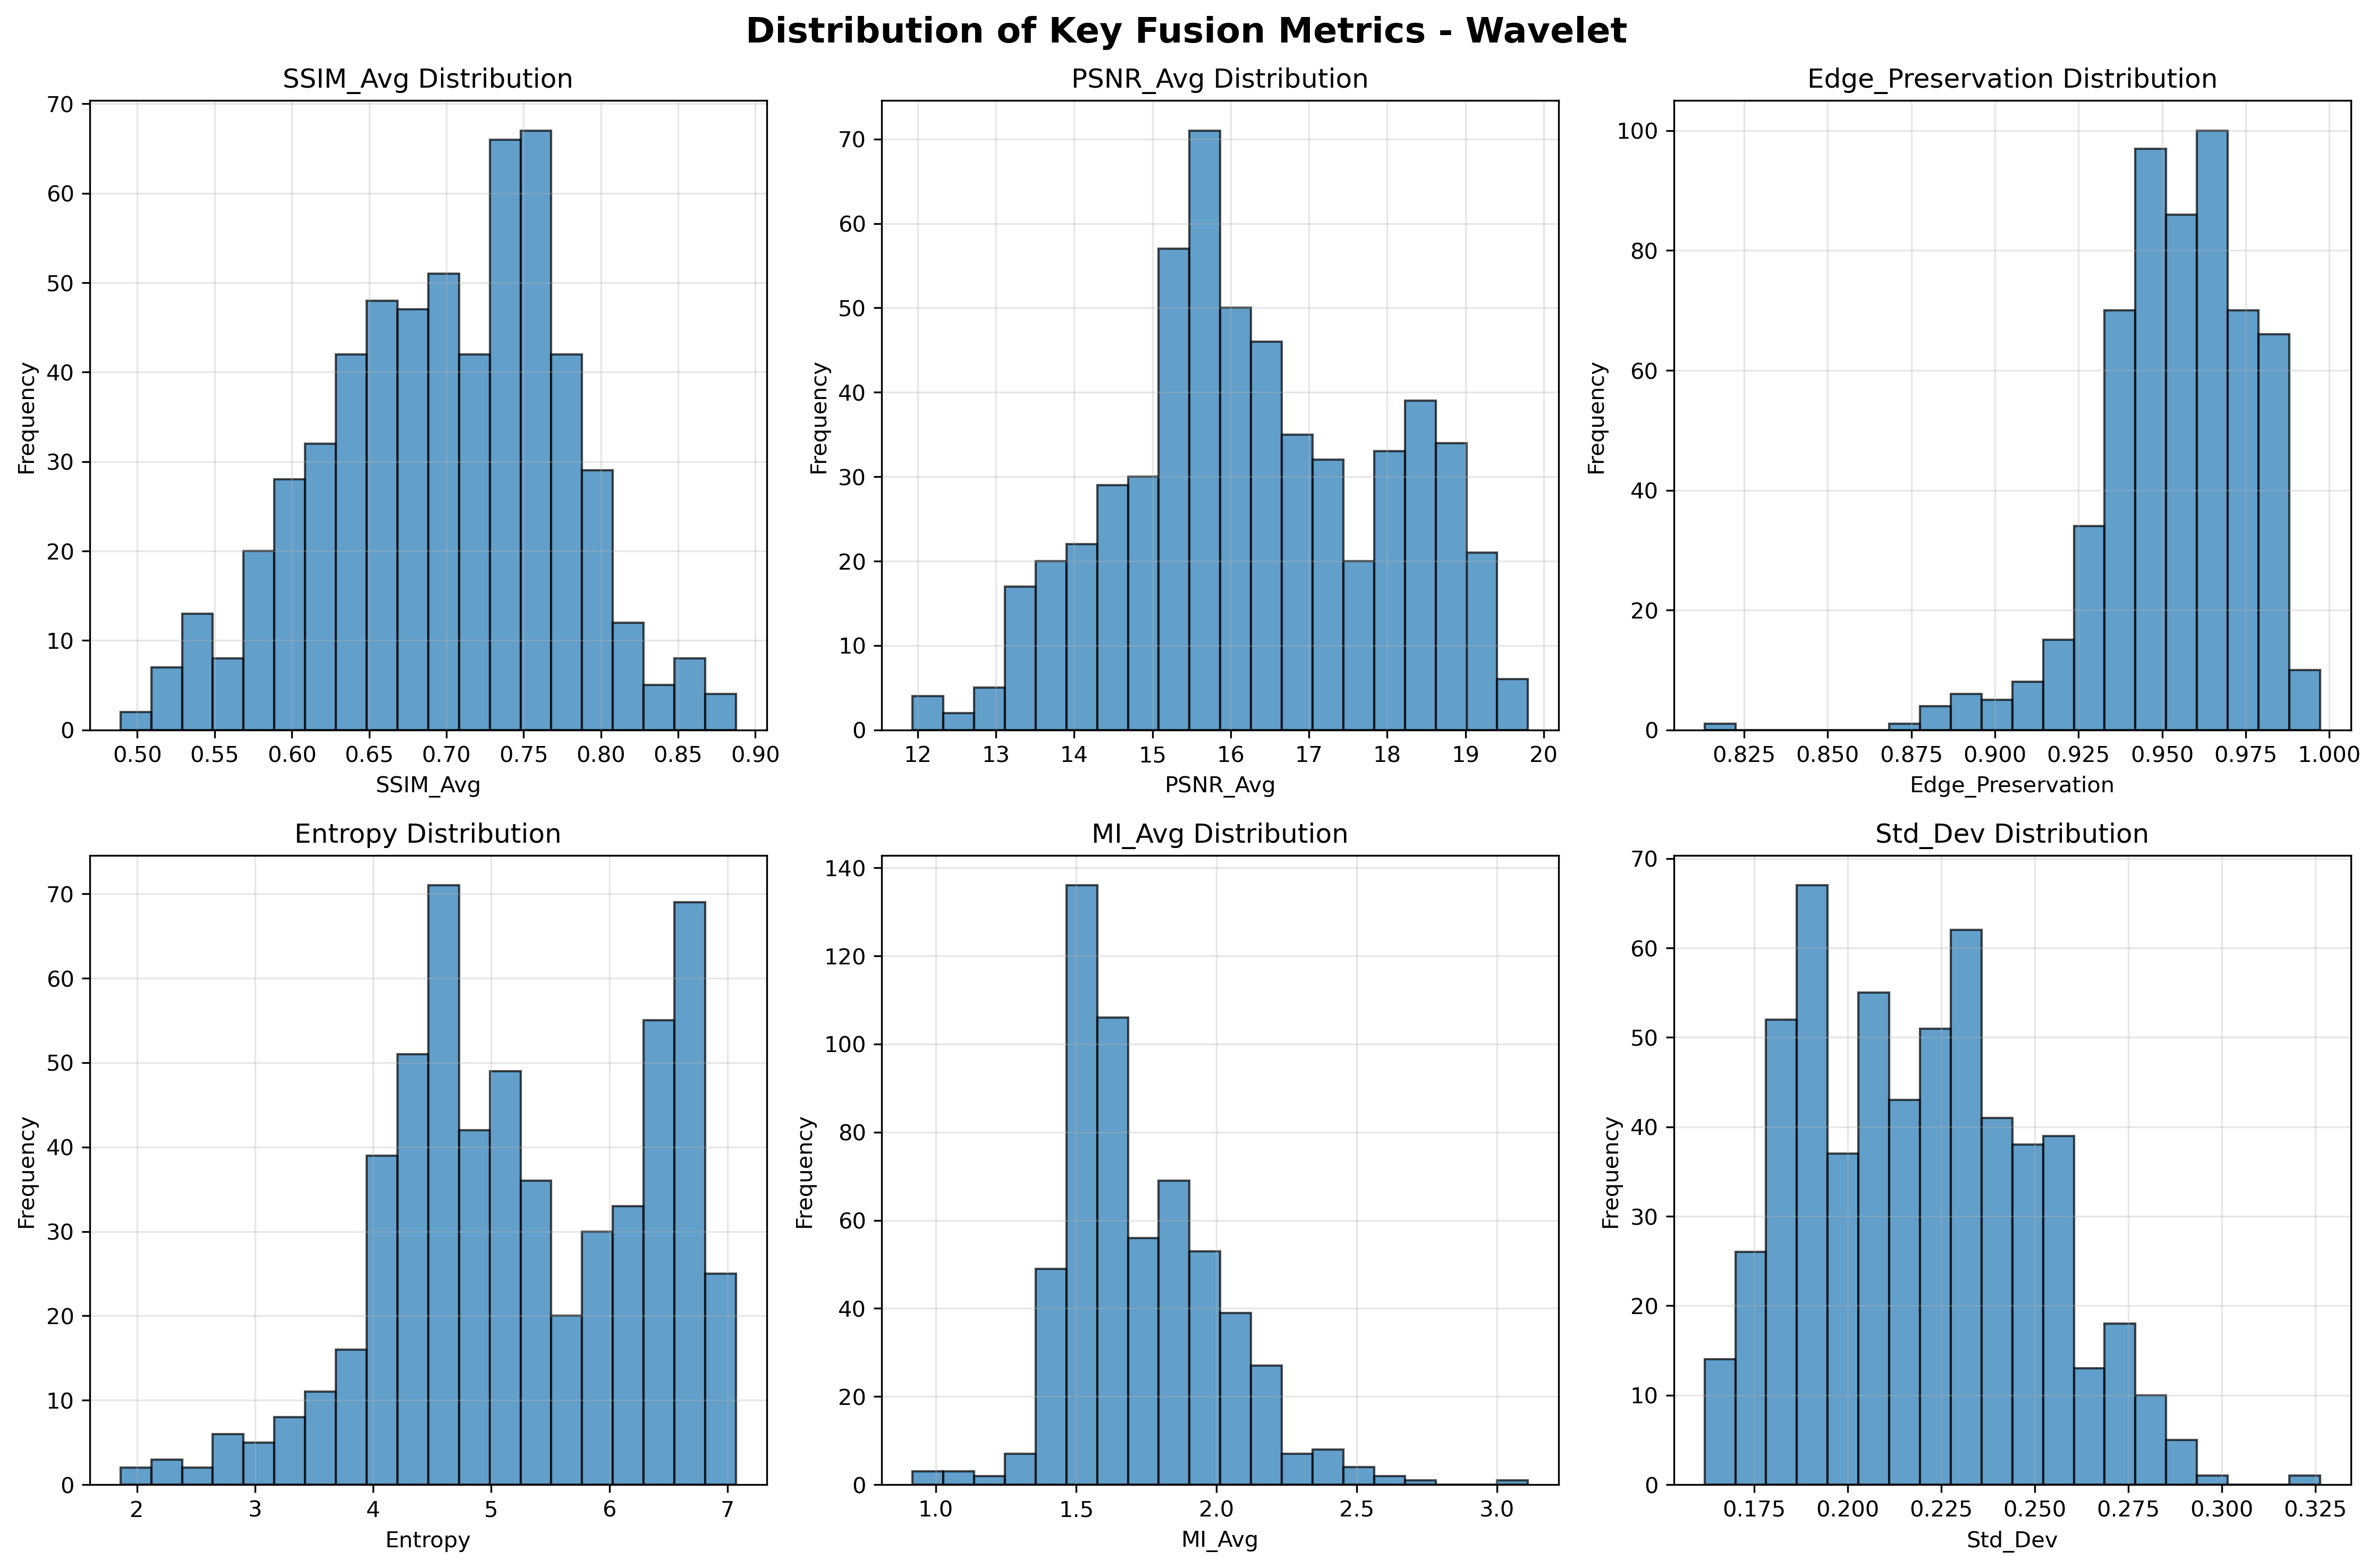 Distribution of Key Fusion Metrics - Wavelet
SSIM_Avg Distribution
70
60
50
40
30
20
10
0
Frequency
0.50 0.55 0.60 0.65 0.70 0.75 0.80 0.85 0.90
SSIM_Avg
PSNR_Avg Distribution
70
60
50
40
30
20
10
0
Frequency
12 13 14 15 16 17 18 19 20
PSNR_Avg
Edge_Preservation Distribution
100
80
60
40
20
0
Frequency
0.825 0.850 0.875 0.900 0.925 0.950 0.975 1.000
Edge_Preservation
Entropy Distribution
70
60
50
40
30
20
10
0
Frequency
2 3 4 5 6 7
Entropy
MI_Avg Distribution
140
120
100
80
60
40
20
0
Frequency
1.0 1.5 2.0 2.5 3.0
MI_Avg
Std_Dev Distribution
70
60
50
40
30
20
10
0
Frequency
0.175 0.200 0.225 0.250 0.275 0.300 0.325
Std_Dev